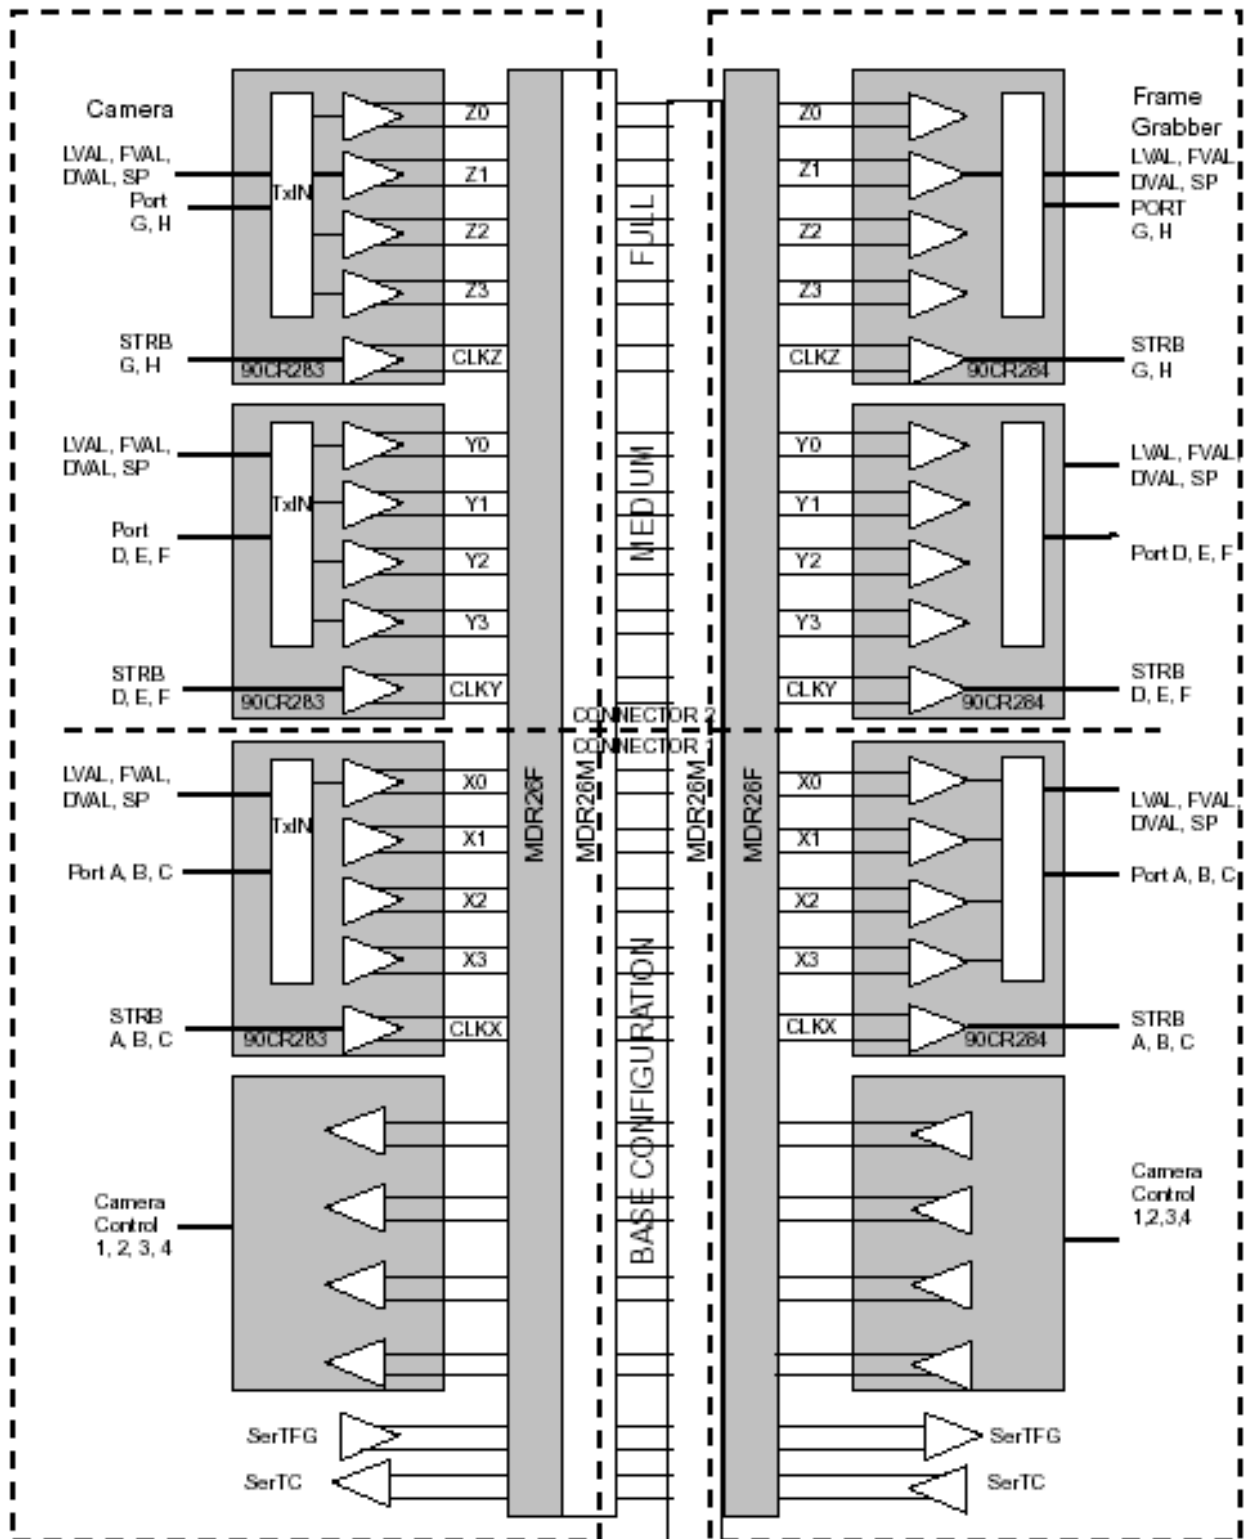 Camera
LVAL, FVAL,
DVAL, SP
Port
G, H
TxIN
Z0
Z1
Z2
Z3
STRB
G, H
90CR283
CLKZ
LVAL, FVAL,
DVAL, SP
Port
D, E, F
TxIN
Y0
Y1
Y2
Y3
STRB
D, E, F
90CR283
CLKY
LVAL, FVAL,
DVAL, SP
Port A, B, C
TxIN
X0
X1
X2
X3
STRB
A, B, C
90CR283
CLKX
Camera
Control
1, 2, 3, 4
SerTFG
SerTC
MDR26F
MDR26M
FULL
MEDIUM
CONNECTOR 2
CONNECTOR 1
BASE CONFIGURATION
MDR26M
MDR26F
Z0
Z1
Z2
Z3
CLKZ
90CR284
Frame
Grabber
LVAL, FVAL,
DVAL, SP
PORT
G, H
STRB
G, H
Y0
Y1
Y2
Y3
CLKY
90CR284
LVAL, FVAL,
DVAL, SP
Port D, E, F
STRB
D, E, F
X0
X1
X2
X3
CLKX
90CR284
LVAL, FVAL,
DVAL, SP
Port A, B, C
STRB
A, B, C
Camera
Control
1,2,3,4
SerTFG
SerTC